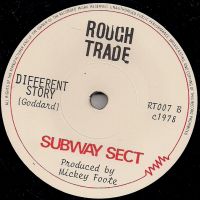 ROUGH
TRADE
DIFFERENT
STORY
[Goddard]
RT007 B
c1978
SUBWAY SECT
Produced by
Mickey Foote